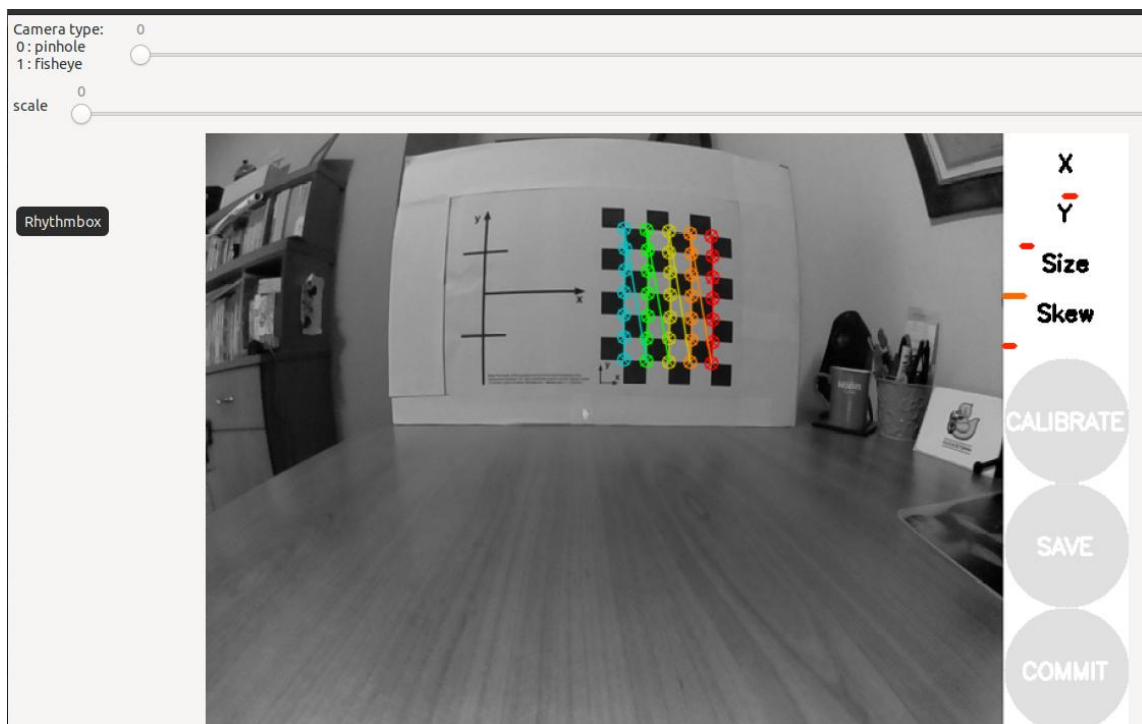 Camera type:
0 : pinhole
1 : fisheye
0
scale
0
Rhythmbox
X
Y
Size
Skew
CALIBRATE
SAVE
COMMIT
y
x
y
x